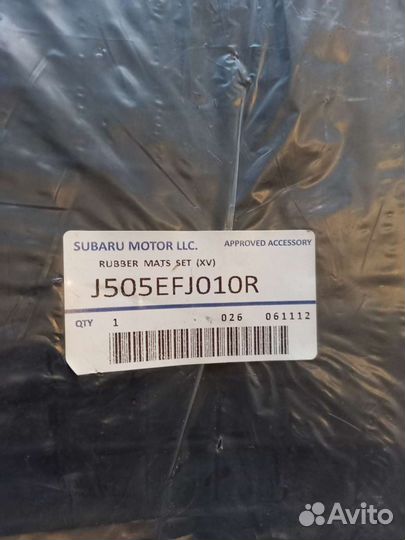 SUBARU MOTOR LLC. APPROVED ACCESSORY
RUBBER MATS SET (XV)
J505EFJ010R
QTY 1 026 061112
Avito